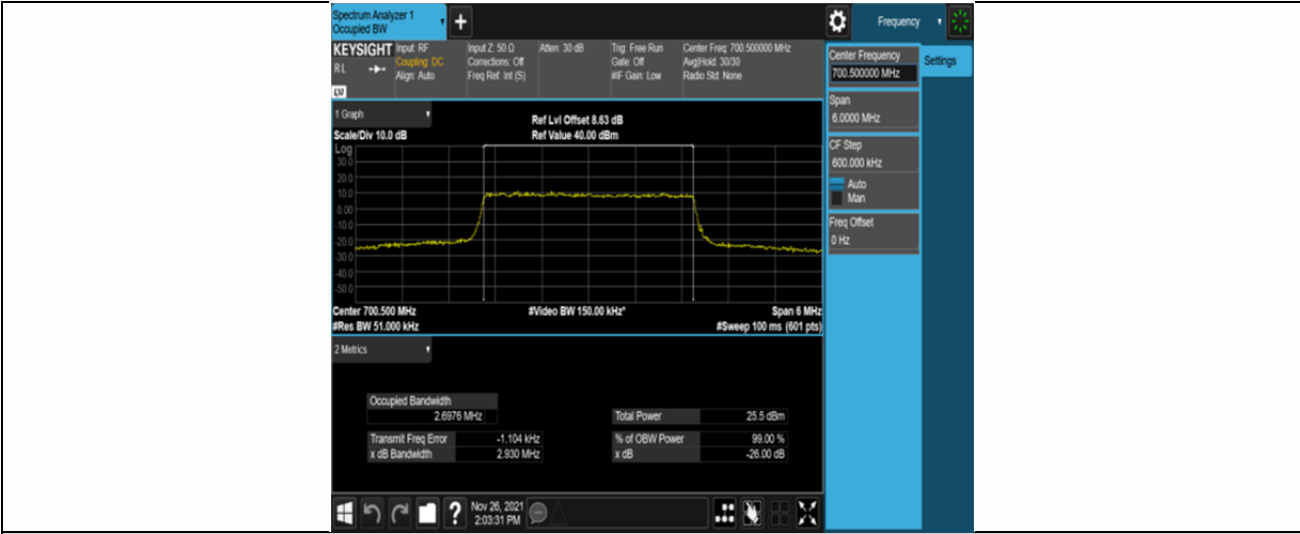 Spectrum Analyzer 1
Occupied BW
+
Frequency
KEYSIGHT
RL
LXI
Input: RF
Coupling: DC
Align: Auto
Input Z: 50 Ω
Corrections: Off
Freq Ref: Int (S)
Atten: 30 dB
Trig: Free Run
Gate: Off
#IF Gain: Low
Center Freq: 700.500000 MHz
Avg|Hold: 30/30
Radio Std: None
Center Frequency
700.500000 MHz
Settings
Span
6.0000 MHz
CF Step
600.000 kHz
Auto
Man
Freq Offset
0 Hz
1 Graph
Scale/Div 10.0 dB
Ref Lvl Offset 8.63 dB
Ref Value 40.00 dBm
Log
30.0
20.0
10.0
0.00
-10.0
-20.0
-30.0
-40.0
-50.0
Center 700.500 MHz
#Video BW 150.00 kHz*
Span 6 MHz
#Res BW 51.000 kHz
#Sweep 100 ms (601 pts)
2 Metrics
Occupied Bandwidth
2.6976 MHz
Total Power 25.5 dBm
Transmit Freq Error -1.104 kHz
% of OBW Power 99.00 %
x dB Bandwidth 2.930 MHz
x dB -26.00 dB
?
Nov 26, 2021
2:03:31 PM